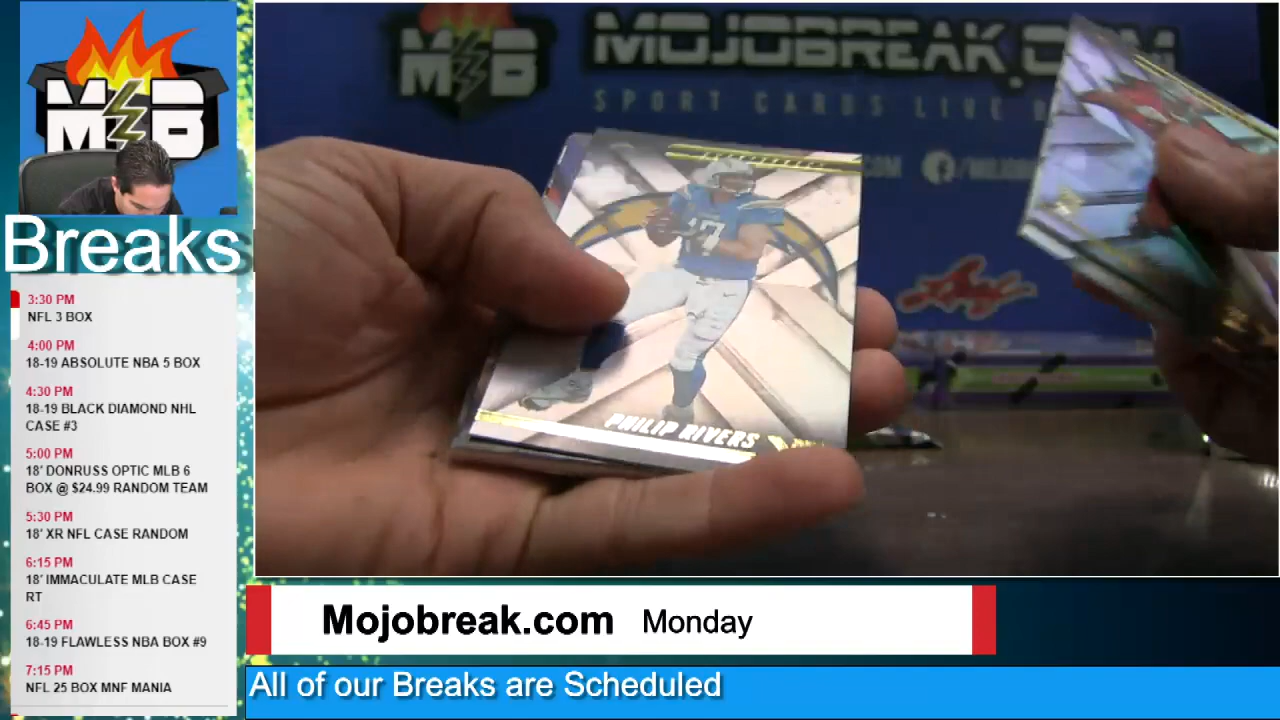 M B
Breaks
3:30 PM
NFL 3 BOX
4:00 PM
18-19 ABSOLUTE NBA 5 BOX
4:30 PM
18-19 BLACK DIAMOND NHL
CASE #3
5:00 PM
18' DONRUSS OPTIC MLB 6
BOX @ $24.99 RANDOM TEAM
5:30 PM
18' XR NFL CASE RANDOM
6:15 PM
18' IMMACULATE MLB CASE
RT
6:45 PM
18-19 FLAWLESS NBA BOX #9
7:15 PM
NFL 25 BOX MNF MANIA
M B
MOJOBREAK.COM
SPORT CARDS LIVE
.COM
/MOJO
Leaf
17
PHILIP RIVERS
Mojobreak.com Monday
All of our Breaks are Scheduled